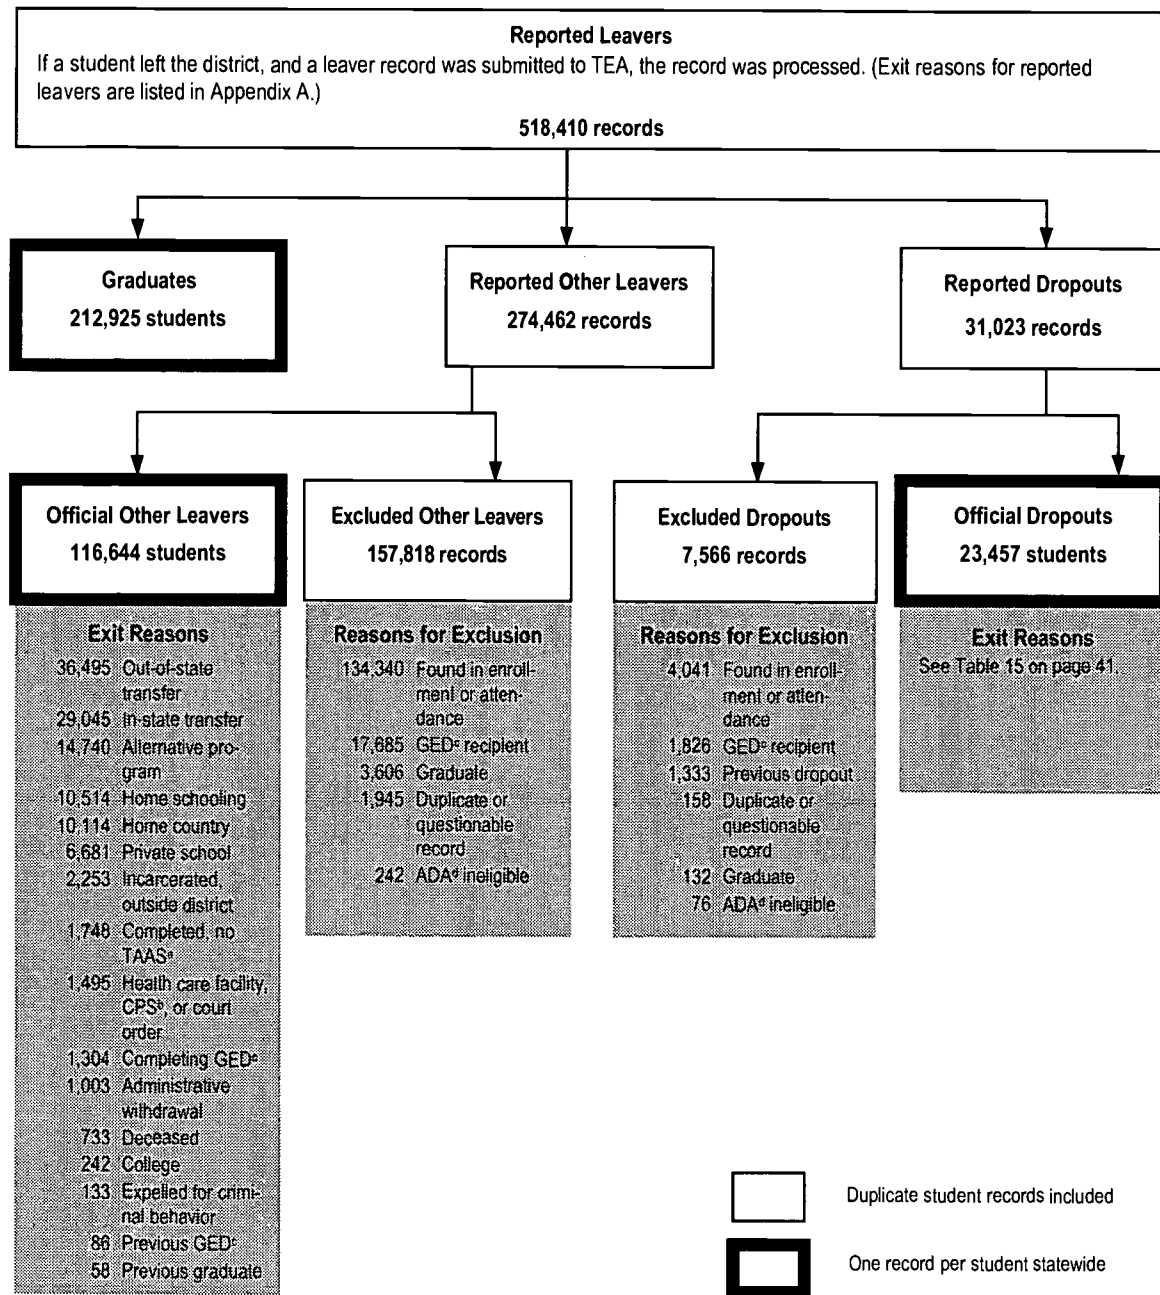 Reported Leavers
If a student left the district, and a leaver record was submitted to TEA, the record was processed. (Exit reasons for reported
leavers are listed in Appendix A.)
518,410 records
Graduates
212,925 students
Reported Other Leavers
274,462 records
Reported Dropouts
31,023 records
Official Other Leavers
116,644 students
Excluded Other Leavers
157,818 records
Excluded Dropouts
7,566 records
Official Dropouts
23,457 students
Exit Reasons
36,495 Out-of-state
transfer
29,045 In-state transfer
14,740 Alternative pro-
gram
10,514 Home schooling
10,114 Home country
6,681 Private school
2,253 Incarcerated,
outside district
1,748 Completed, no
TAASᵃ
1,495 Health care facility,
CPSᵇ, or court
order
1,304 Completing GEDᶜ
1,003 Administrative
withdrawal
733 Deceased
242 College
133 Expelled for crimi-
nal behavior
86 Previous GEDᶜ
58 Previous graduate
Reasons for Exclusion
134,340 Found in enroll-
ment or atten-
dance
17,685 GEDᶜ recipient
3,606 Graduate
1,945 Duplicate or
questionable
record
242 ADAᵈ ineligible
Reasons for Exclusion
4,041 Found in enroll-
ment or atten-
dance
1,826 GEDᶜ recipient
1,333 Previous dropout
158 Duplicate or
questionable
record
132 Graduate
76 ADAᵈ ineligible
Exit Reasons
See Table 15 on page 41.
Duplicate student records included
One record per student statewide